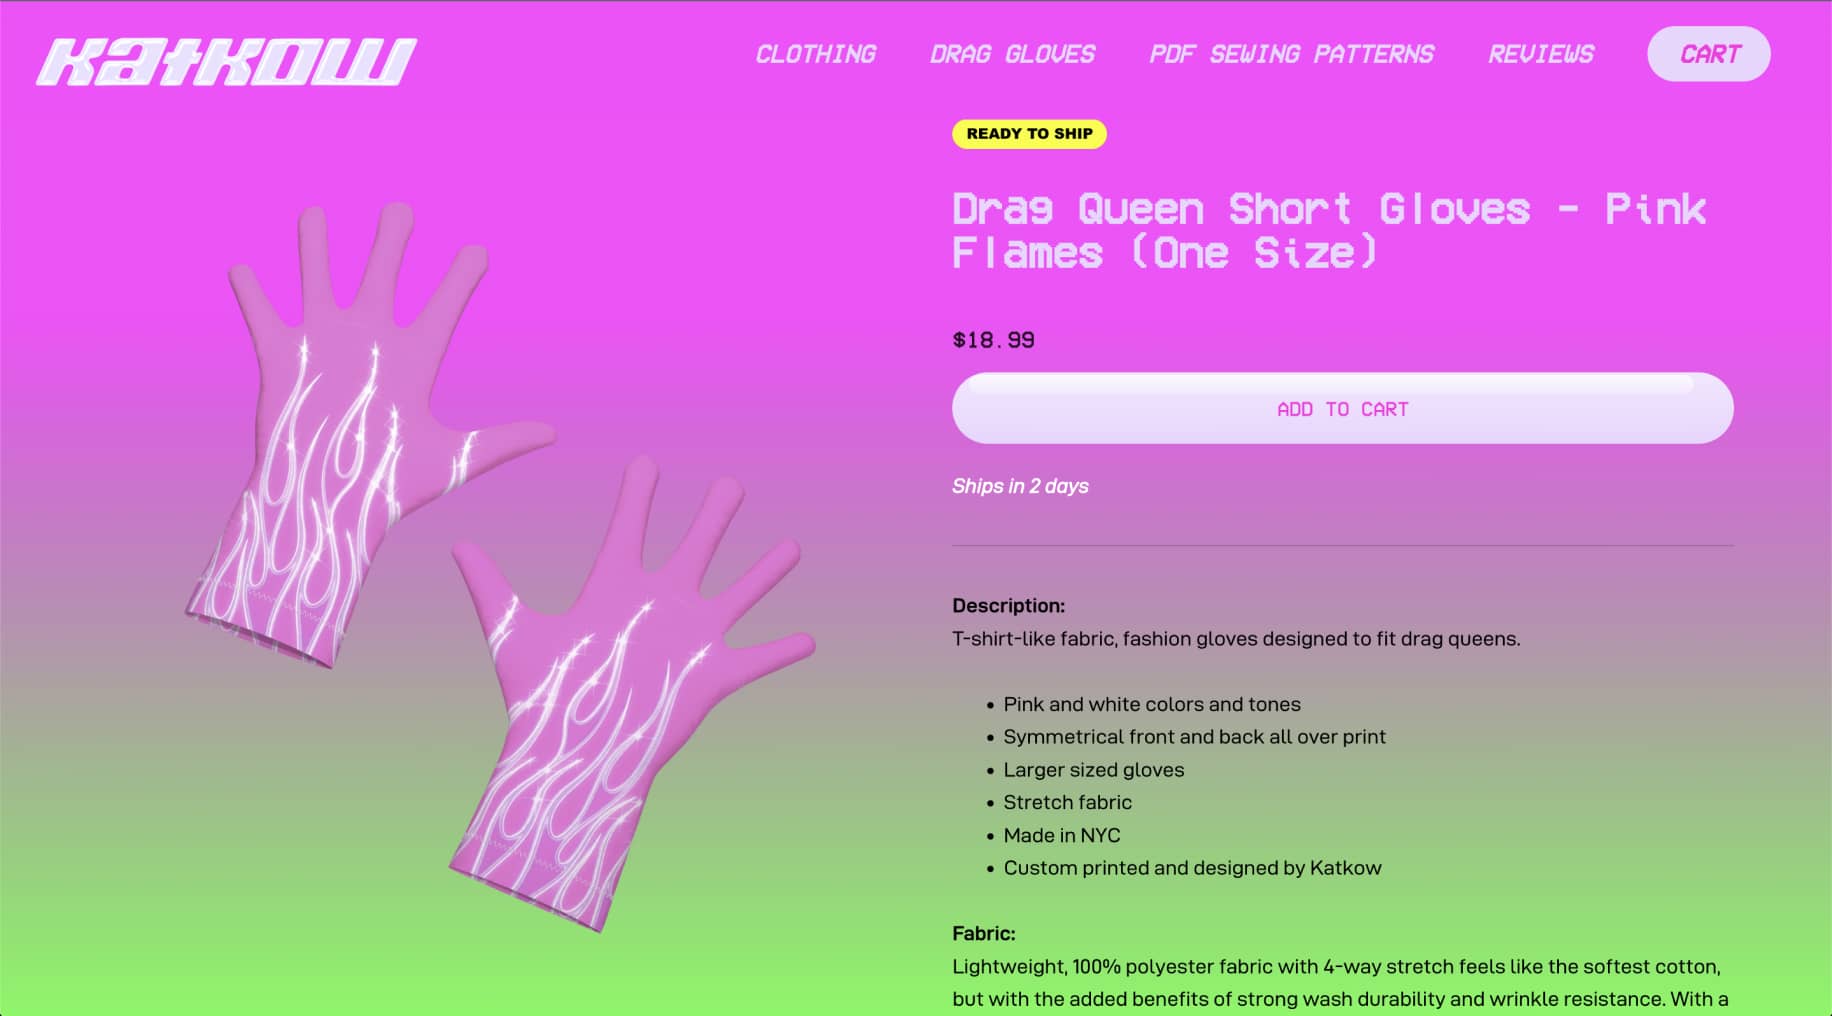 Katkow
CLOTHING
DRAG GLOVES
PDF SEWING PATTERNS
REVIEWS
CART
READY TO SHIP
Drag Queen Short Gloves - Pink
Flames (One Size)
$18.99
ADD TO CART
Ships in 2 days
Description:
T-shirt-like fabric, fashion gloves designed to fit drag queens.
• Pink and white colors and tones
• Symmetrical front and back all over print
• Larger sized gloves
• Stretch fabric
• Made in NYC
• Custom printed and designed by Katkow
Fabric:
Lightweight, 100% polyester fabric with 4-way stretch feels like the softest cotton,
but with the added benefits of strong wash durability and wrinkle resistance. With a